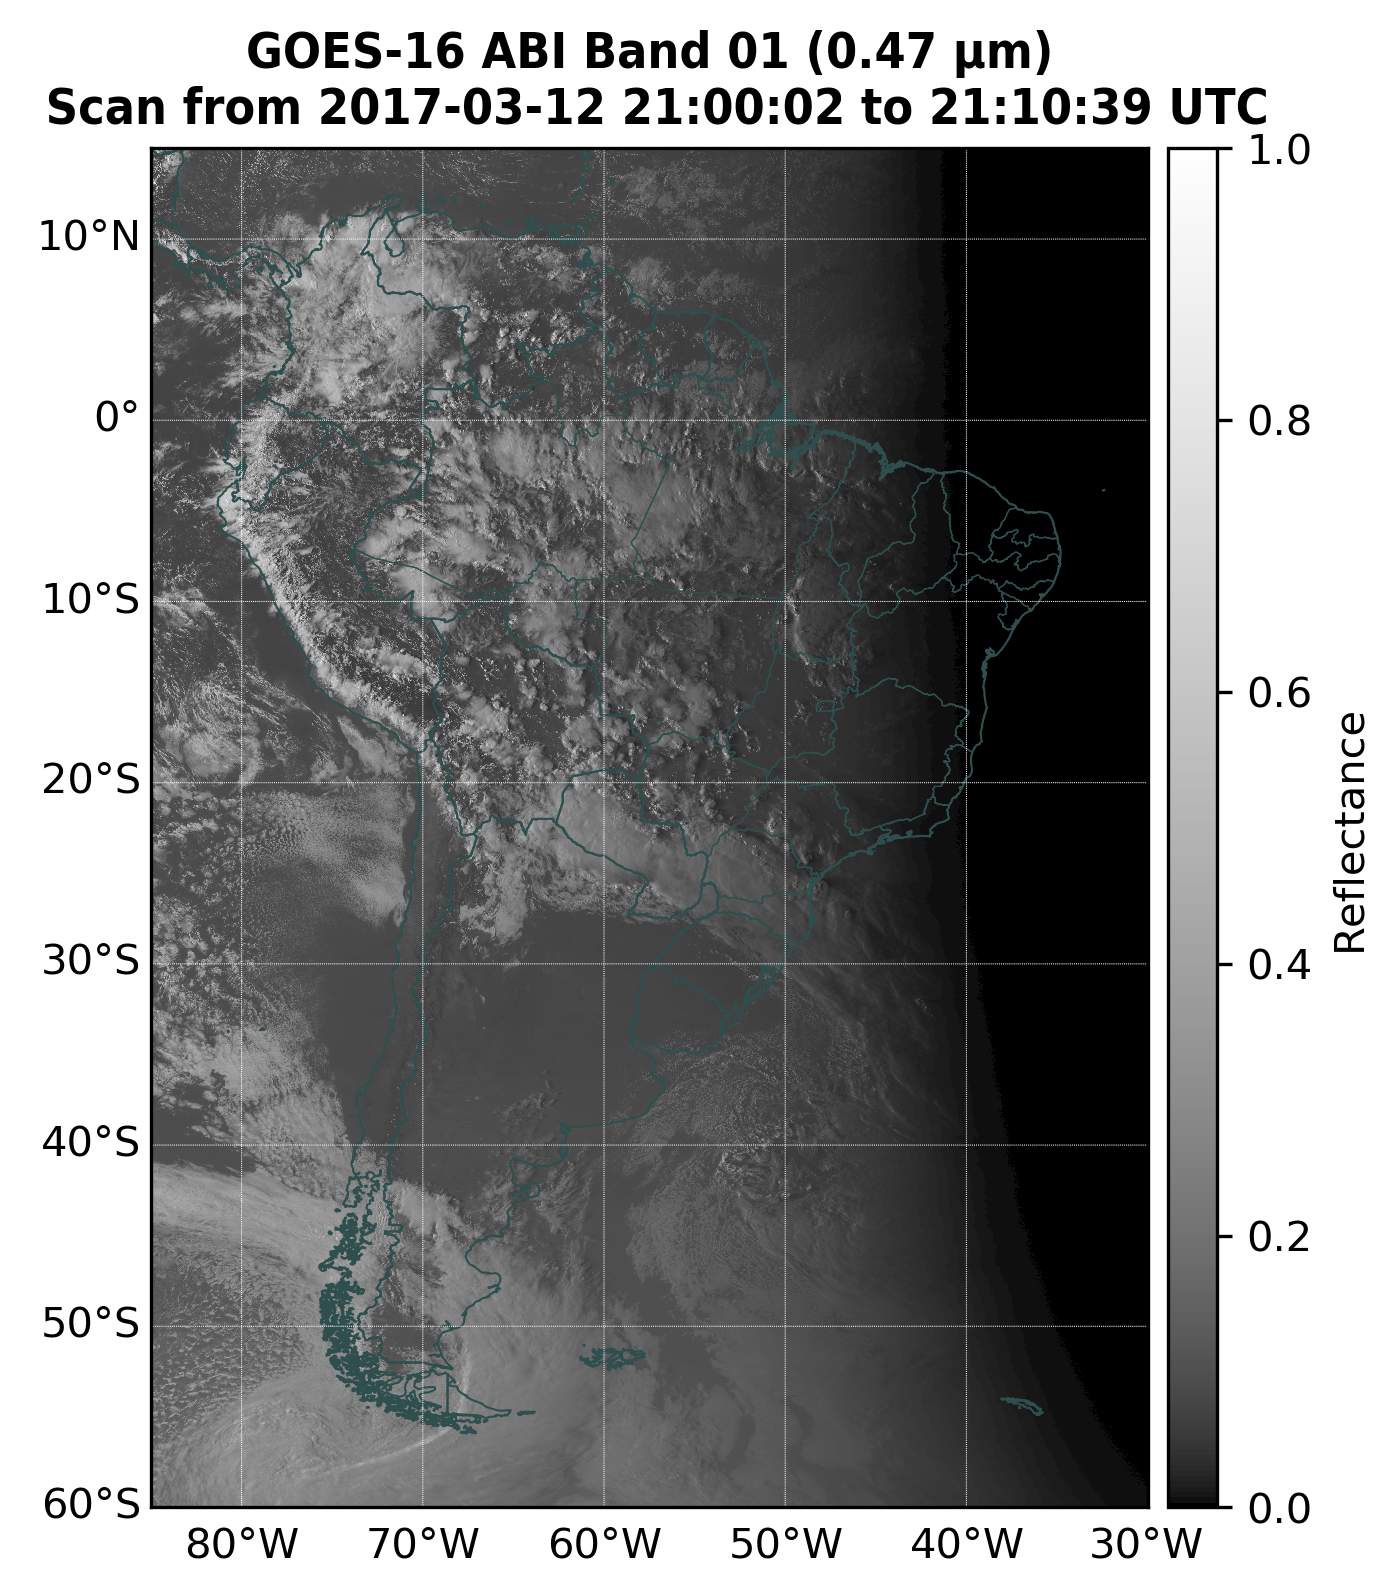 GOES-16 ABI Band 01 (0.47 µm)
Scan from 2017-03-12 21:00:02 to 21:10:39 UTC
10°N
0°
10°S
20°S
30°S
40°S
50°S
60°S
80°W 70°W 60°W 50°W 40°W 30°W
1.0
0.8
0.6
0.4
0.2
0.0
Reflectance